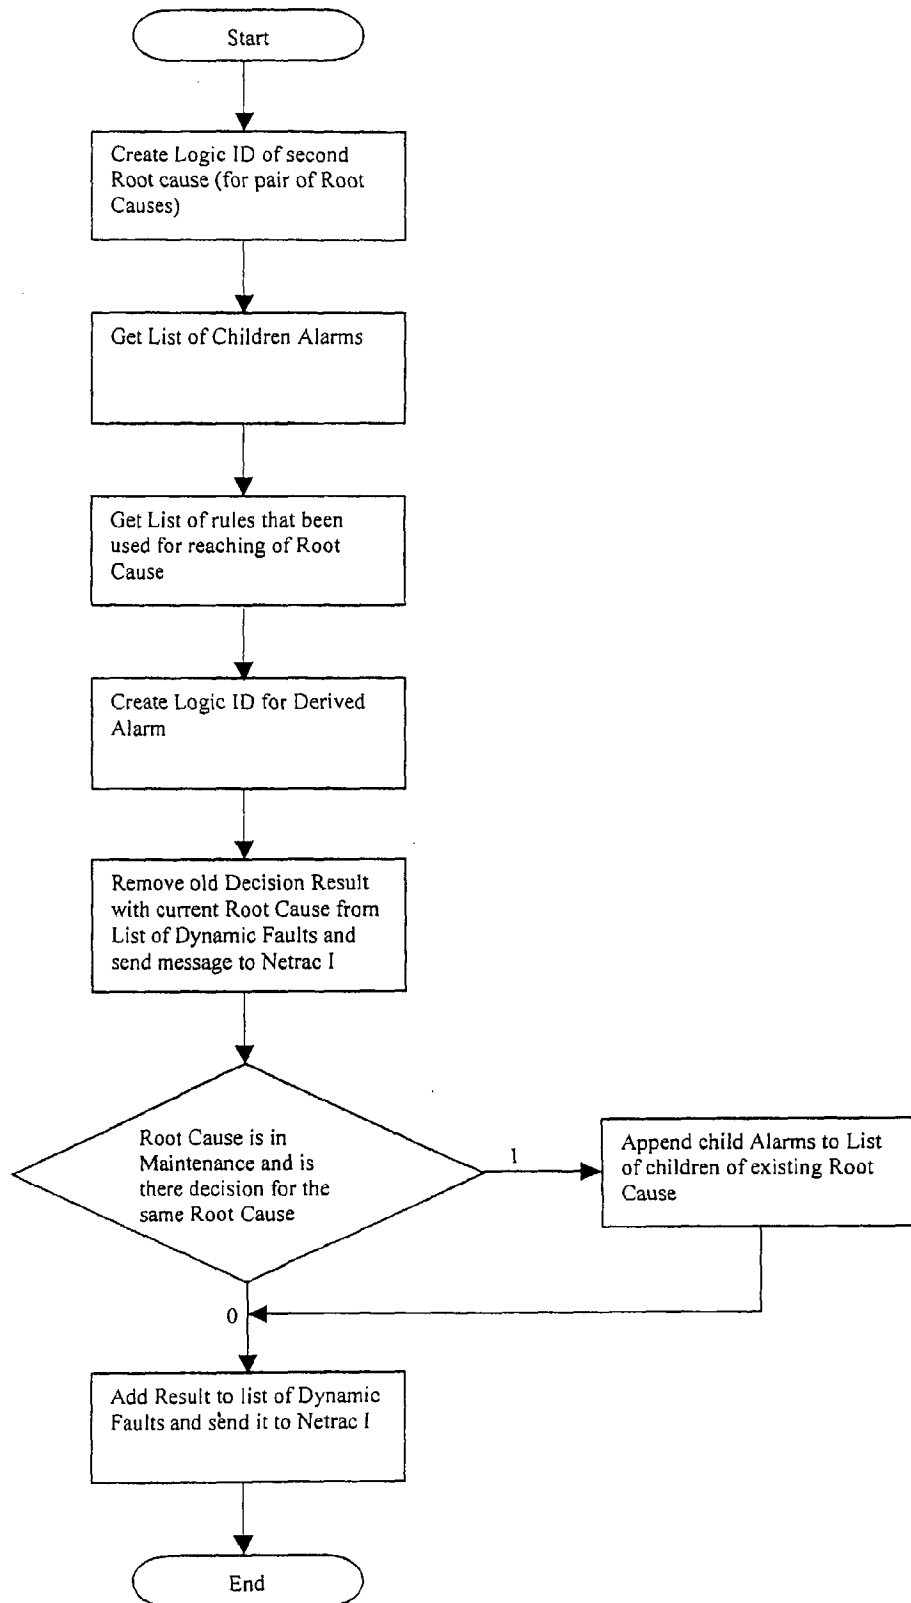 Start
Create Logic ID of second
Root cause (for pair of Root
Causes)
Get List of Children Alarms
Get List of rules that been
used for reaching of Root
Cause
Create Logic ID for Derived
Alarm
Remove old Decision Result
with current Root Cause from
List of Dynamic Faults and
send message to Netrac I
Root Cause is in
Maintenance and is
there decision for the
same Root Cause
1
Append child Alarms to List
of children of existing Root
Cause
0
Add Result to list of Dynamic
Faults and send it to Netrac I
End